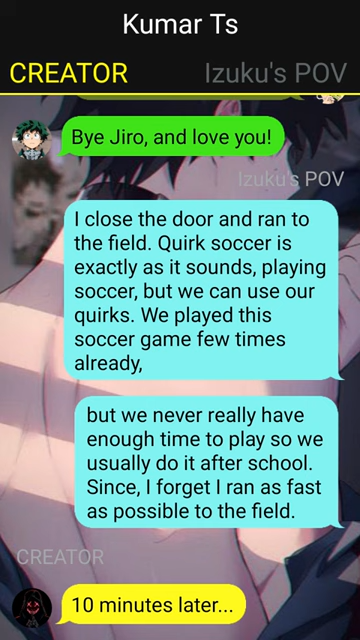 Kumar Ts
CREATOR Izuku's POV
Bye Jiro, and love you!
Izuku's POV
I close the door and ran to
the field. Quirk soccer is
exactly as it sounds, playing
soccer, but we can use our
quirks. We played this
soccer game few times
already,
but we never really have
enough time to play so we
usually do it after school.
Since, I forget I ran as fast
as possible to the field.
CREATOR
10 minutes later...